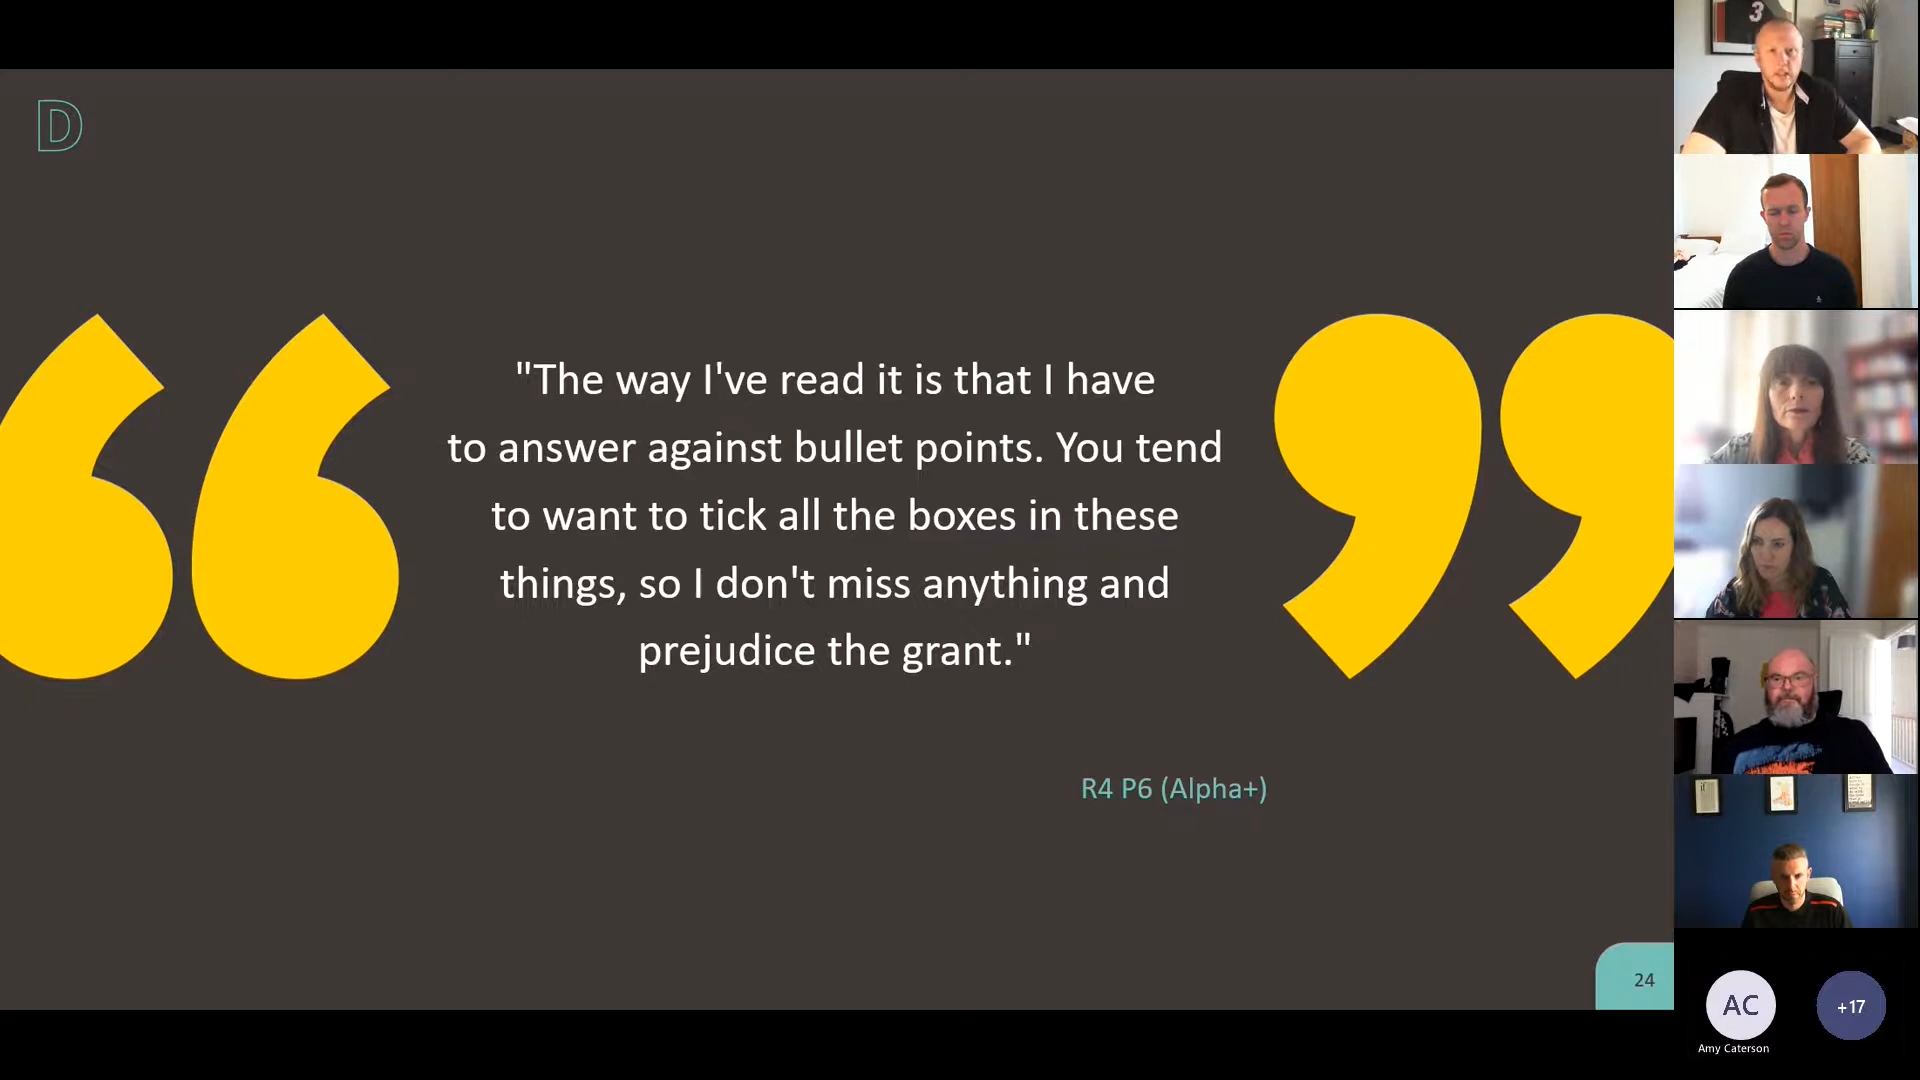 D
"The way I've read it is that I have
to answer against bullet points. You tend
to want to tick all the boxes in these
things, so I don't miss anything and
prejudice the grant."
R4 P6 (Alpha+)
24
3
if
AC
+17
Amy Caterson